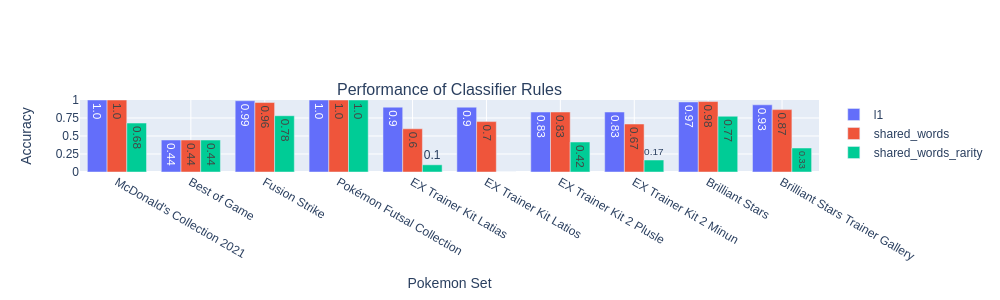 Performance of Classifier Rules
Accuracy
1
0.75
0.5
0.25
0
1.0
1.0
0.68
0.44
0.44
0.44
0.99
0.96
0.78
1.0
1.0
1.0
0.9
0.6
0.1
0.9
0.7
0.83
0.83
0.42
0.83
0.67
0.17
0.97
0.98
0.77
0.93
0.87
0.33
McDonald's Collection 2021
Best of Game
Fusion Strike
Pokémon Futsal Collection
EX Trainer Kit Latias
EX Trainer Kit Latios
EX Trainer Kit 2 Plusle
EX Trainer Kit 2 Minun
Brilliant Stars
Brilliant Stars Trainer Gallery
Pokemon Set
l1
shared_words
shared_words_rarity